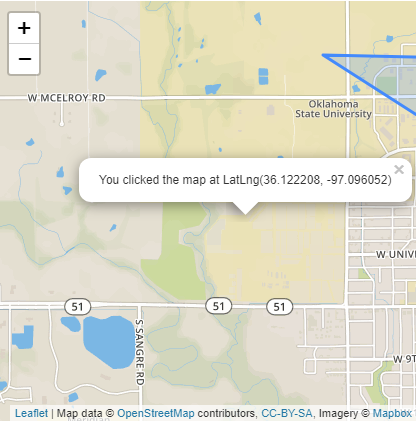 +
−
W MCELROY RD
Oklahoma
State University
×
You clicked the map at LatLng(36.122208, -97.096052)
W.UNIV
51
51
51
S SANGRE RD
W 9T
Leaflet | Map data © OpenStreetMap contributors, CC-BY-SA, Imagery © Mapbox